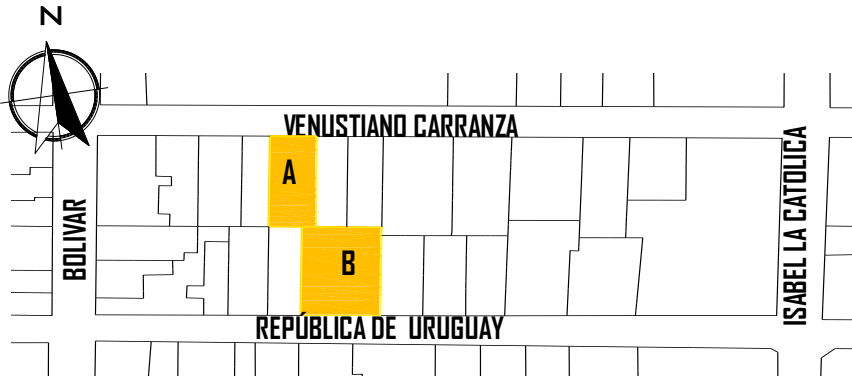 N
VENUSTIANO CARRANZA
A
BOLIVAR
ISABEL LA CATOLICA
B
REPÚBLICA DE URUGUAY